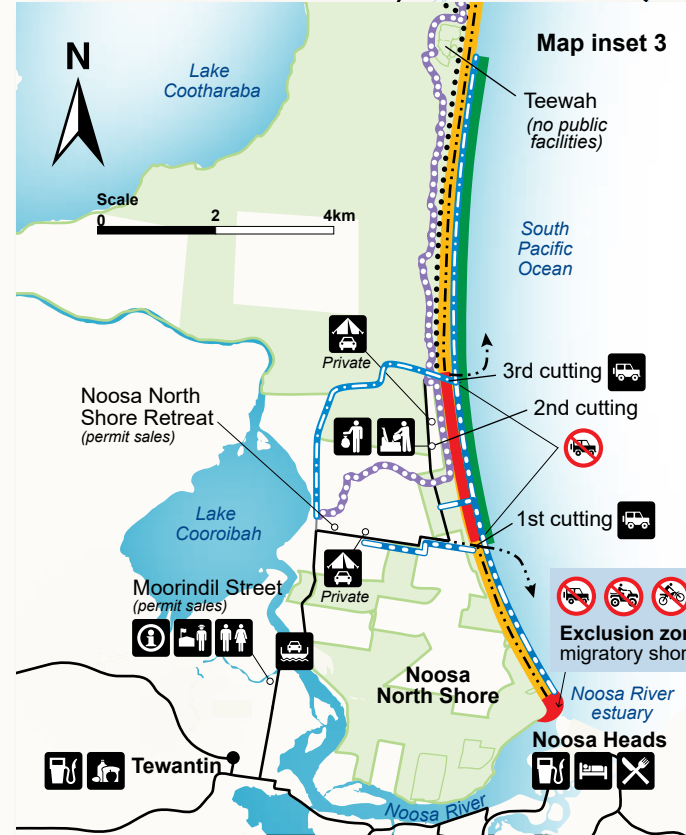 Map inset 3
N
Lake
Cootharaba
Teewah
(no public
facilities)
Scale
0 2 4km
South
Pacific
Ocean
Private
3rd cutting
Noosa North
Shore Retreat
(permit sales)
2nd cutting
Lake
Cooroibah
1st cutting
Moorindil Street
(permit sales)
Private
Exclusion zon
migratory shor
Noosa
North Shore
Noosa River
estuary
Noosa Heads
Tewantin
Noosa River